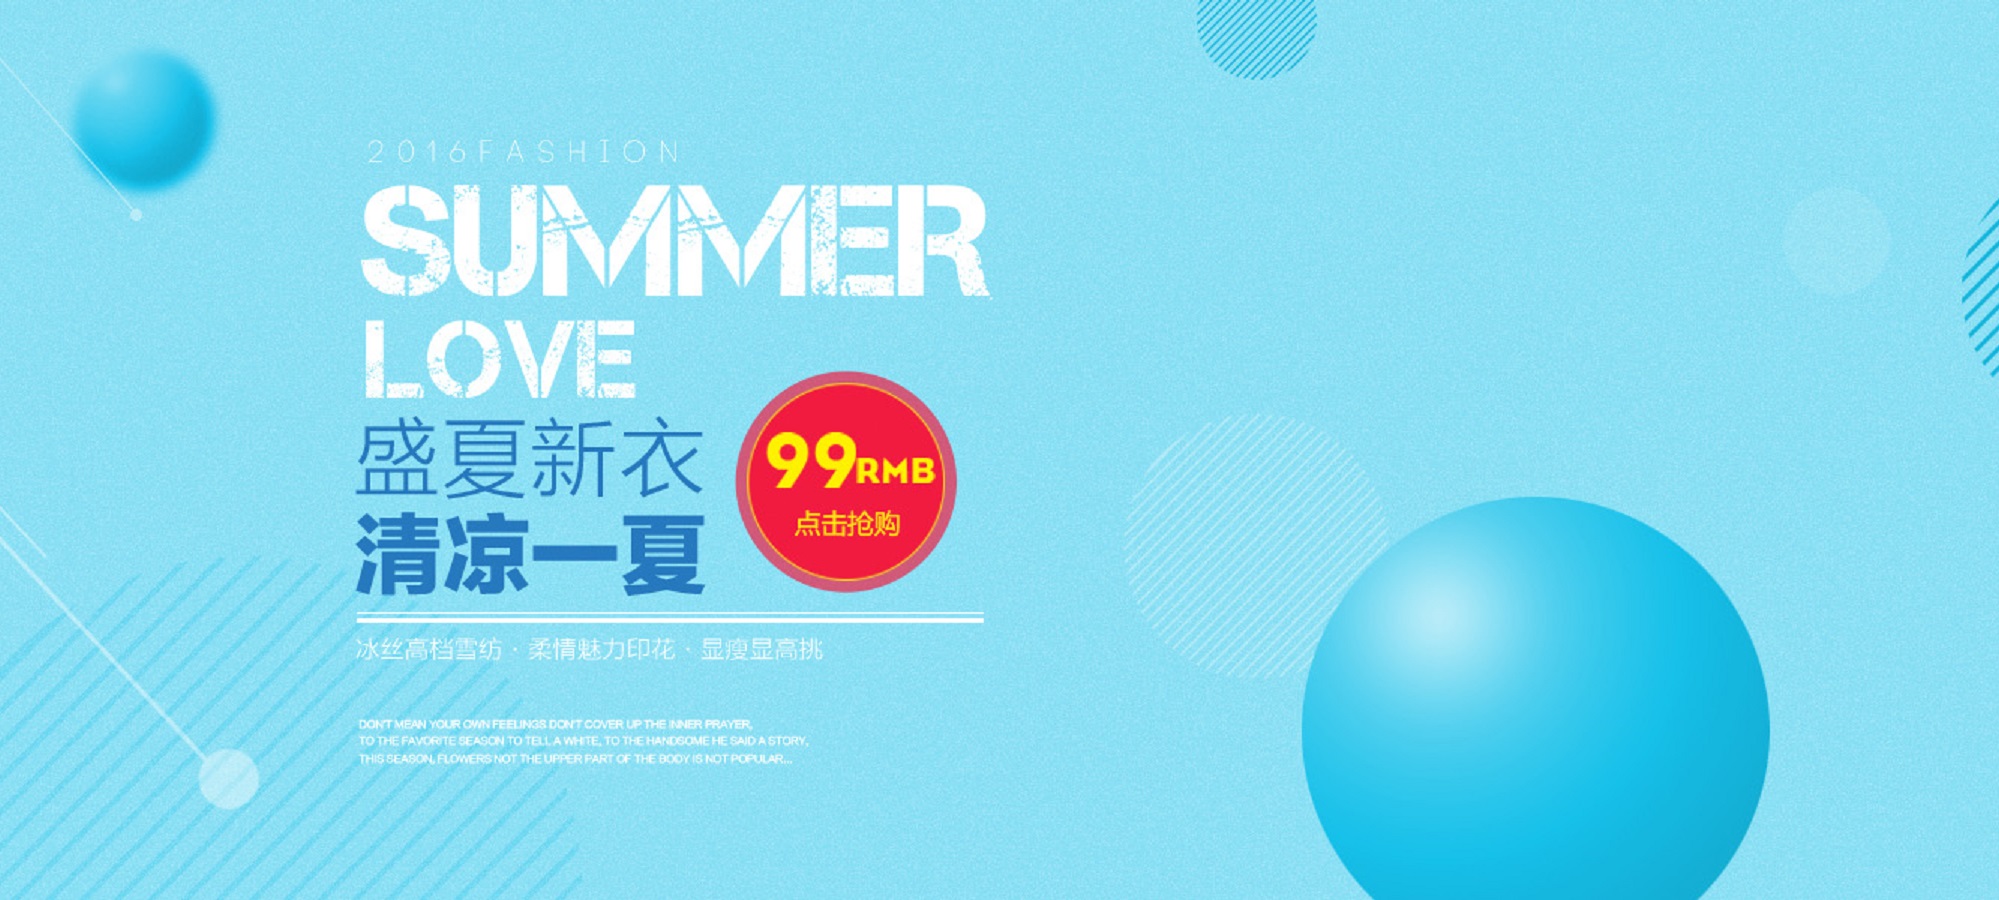 2016FASHION
SUMMER
LOVE
盛夏新衣
清凉一夏
99RMB
点击抢购
冰丝高档雪纺 · 柔情魅力印花 · 显瘦显高挑
DON'T MEAN YOUR OWN FEELINGS DON'T COVER UP THE INNER PRAYER,
TO THE FAVORITE SEASON TO TELL A WHITE, TO THE HANDSOME HE SAID A STORY,
THIS SEASON, FLOWERS NOT THE UPPER PART OF THE BODY IS NOT POPULAR...